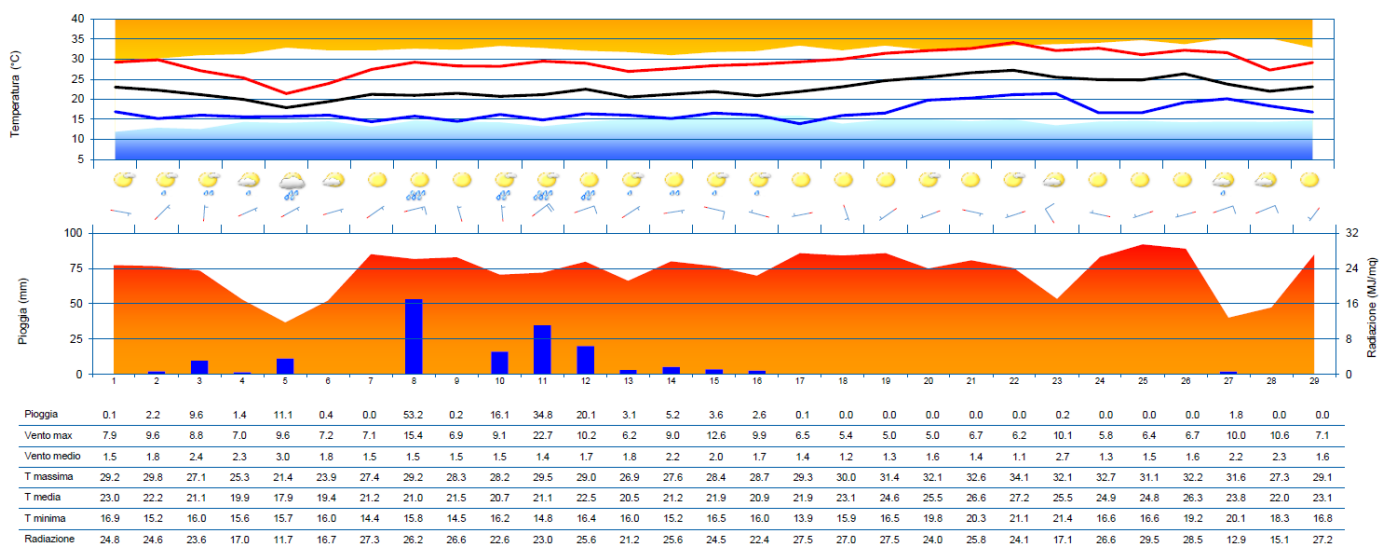 Temperatura (°C)
40
35
30
25
20
15
10
5
Pioggia (mm)
100
75
50
25
0
32
24
16
8
0
Radiazione (MJ/mq)
1 2 3 4 5 6 7 8 9 10 11 12 13 14 15 16 17 18 19 20 21 22 23 24 25 26 27 28 29
Pioggia 0.1 2.2 9.6 1.4 11.1 0.4 0.0 53.2 0.2 16.1 34.8 20.1 3.1 5.2 3.6 2.6 0.1 0.0 0.0 0.0 0.0 0.0 0.2 0.0 0.0 0.0 1.8 0.0 0.0
Vento max 7.9 9.6 8.8 7.0 9.6 7.2 7.1 15.4 6.9 9.1 22.7 10.2 6.2 9.0 12.6 9.9 6.5 5.4 5.0 5.0 6.7 6.2 10.1 5.8 6.4 6.7 10.0 10.6 7.1
Vento medio 1.5 1.8 2.4 2.3 3.0 1.8 1.5 1.5 1.5 1.5 1.4 1.7 1.8 2.2 2.0 1.7 1.4 1.2 1.3 1.6 1.4 1.1 2.7 1.3 1.5 1.6 2.2 2.3 1.6
T massima 29.2 29.8 27.1 25.3 21.4 23.9 27.4 29.2 28.3 28.2 29.5 29.0 26.9 27.6 28.4 28.7 29.3 30.0 31.4 32.1 32.6 34.1 32.1 32.7 31.1 32.2 31.6 27.3 29.1
T media 23.0 22.2 21.1 19.9 17.9 19.4 21.2 21.0 21.5 20.7 21.1 22.5 20.5 21.2 21.9 20.9 21.9 23.1 24.6 25.5 26.6 27.2 25.5 24.9 24.8 26.3 23.8 22.0 23.1
T minima 16.9 15.2 16.0 15.6 15.7 16.0 14.4 15.8 14.5 16.2 14.8 16.4 16.0 15.2 16.5 16.0 13.9 15.9 16.5 19.8 20.3 21.1 21.4 16.6 16.6 19.2 20.1 18.3 16.8
Radiazione 24.8 24.6 23.6 17.0 11.7 16.7 27.3 26.2 26.6 22.6 23.0 25.6 21.2 25.6 24.5 22.4 27.5 27.0 27.5 24.0 25.8 24.1 17.1 26.6 29.5 28.5 12.9 15.1 27.2